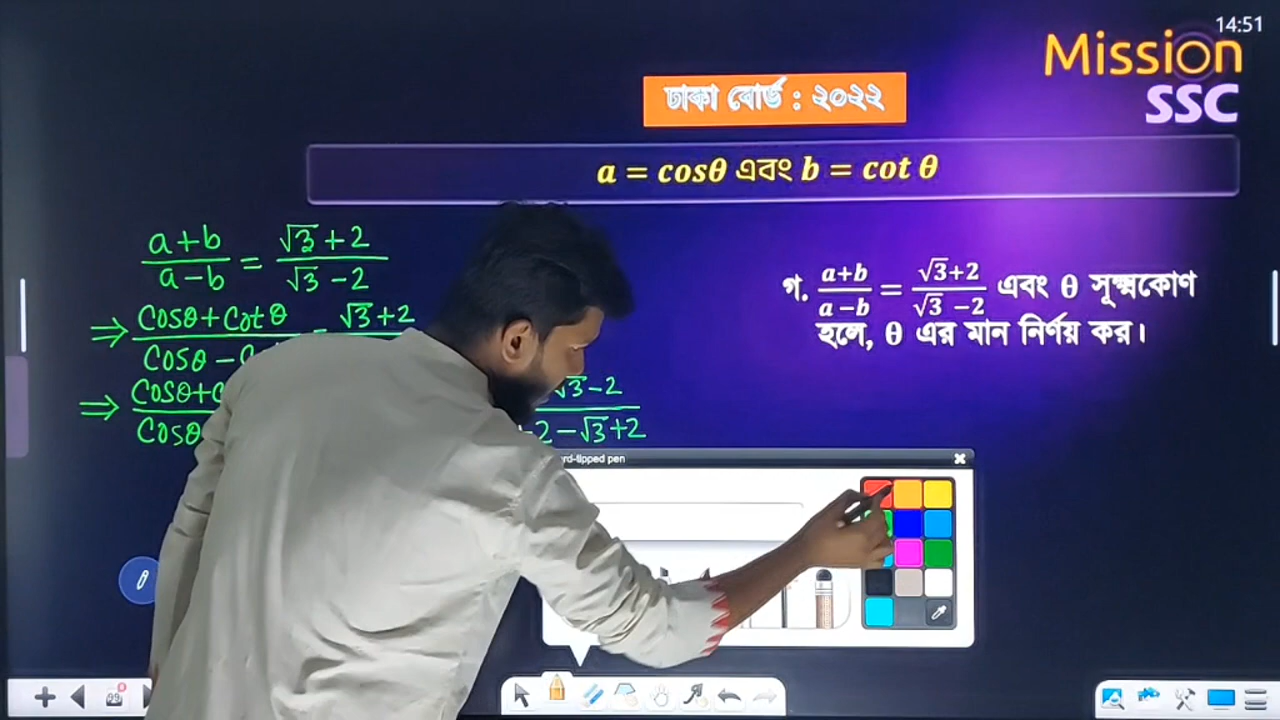 14:51
Mission
SSC
ঢাকা বোর্ড : ২০২২
a = cosθ এবং b = cot θ
a+b / a-b = √3+2 / √3-2
⇒ cosθ+cotθ / cosθ- = √3+2
⇒ cosθ+ / cosθ √3-2 / 2-√3+2
গ. a+b / a-b = √3+2 / √3-2 এবং θ সূক্ষ্মকোণ
হলে, θ এর মান নির্ণয় কর।
pen